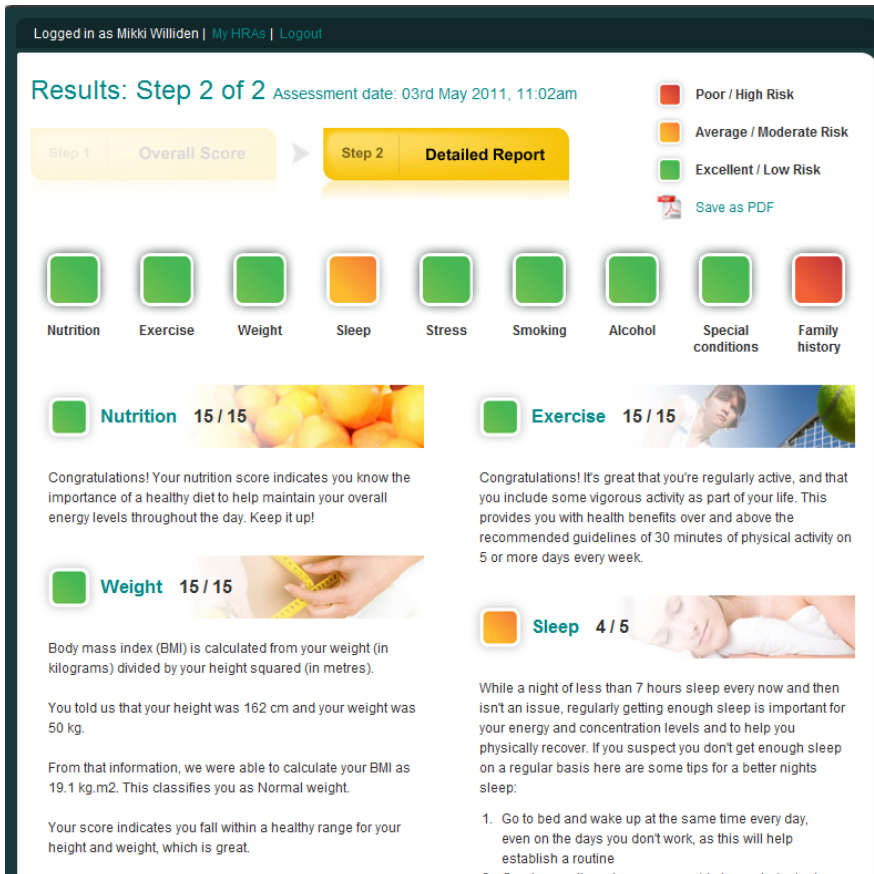 Logged in as Mikki Williden | My HRAs | Logout
Results: Step 2 of 2 Assessment date: 03rd May 2011, 11:02am
Poor / High Risk
Average / Moderate Risk
Excellent / Low Risk
Save as PDF
Step 1 Overall Score
Step 2 Detailed Report
Nutrition
Exercise
Weight
Sleep
Stress
Smoking
Alcohol
Special
conditions
Family
history
Nutrition 15 / 15
Congratulations! Your nutrition score indicates you know the
importance of a healthy diet to help maintain your overall
energy levels throughout the day. Keep it up!
Weight 15 / 15
Body mass index (BMI) is calculated from your weight (in
kilograms) divided by your height squared (in metres).
You told us that your height was 162 cm and your weight was
50 kg.
From that information, we were able to calculate your BMI as
19.1 kg.m2. This classifies you as Normal weight.
Your score indicates you fall within a healthy range for your
height and weight, which is great.
Exercise 15 / 15
Congratulations! It's great that you're regularly active, and that
you include some vigorous activity as part of your life. This
provides you with health benefits over and above the
recommended guidelines of 30 minutes of physical activity on
5 or more days every week.
Sleep 4 / 5
While a night of less than 7 hours sleep every now and then
isn't an issue, regularly getting enough sleep is important for
your energy and concentration levels and to help you
physically recover. If you suspect you don't get enough sleep
on a regular basis here are some tips for a better nights
sleep:
1. Go to bed and wake up at the same time every day,
even on the days you don't work, as this will help
establish a routine